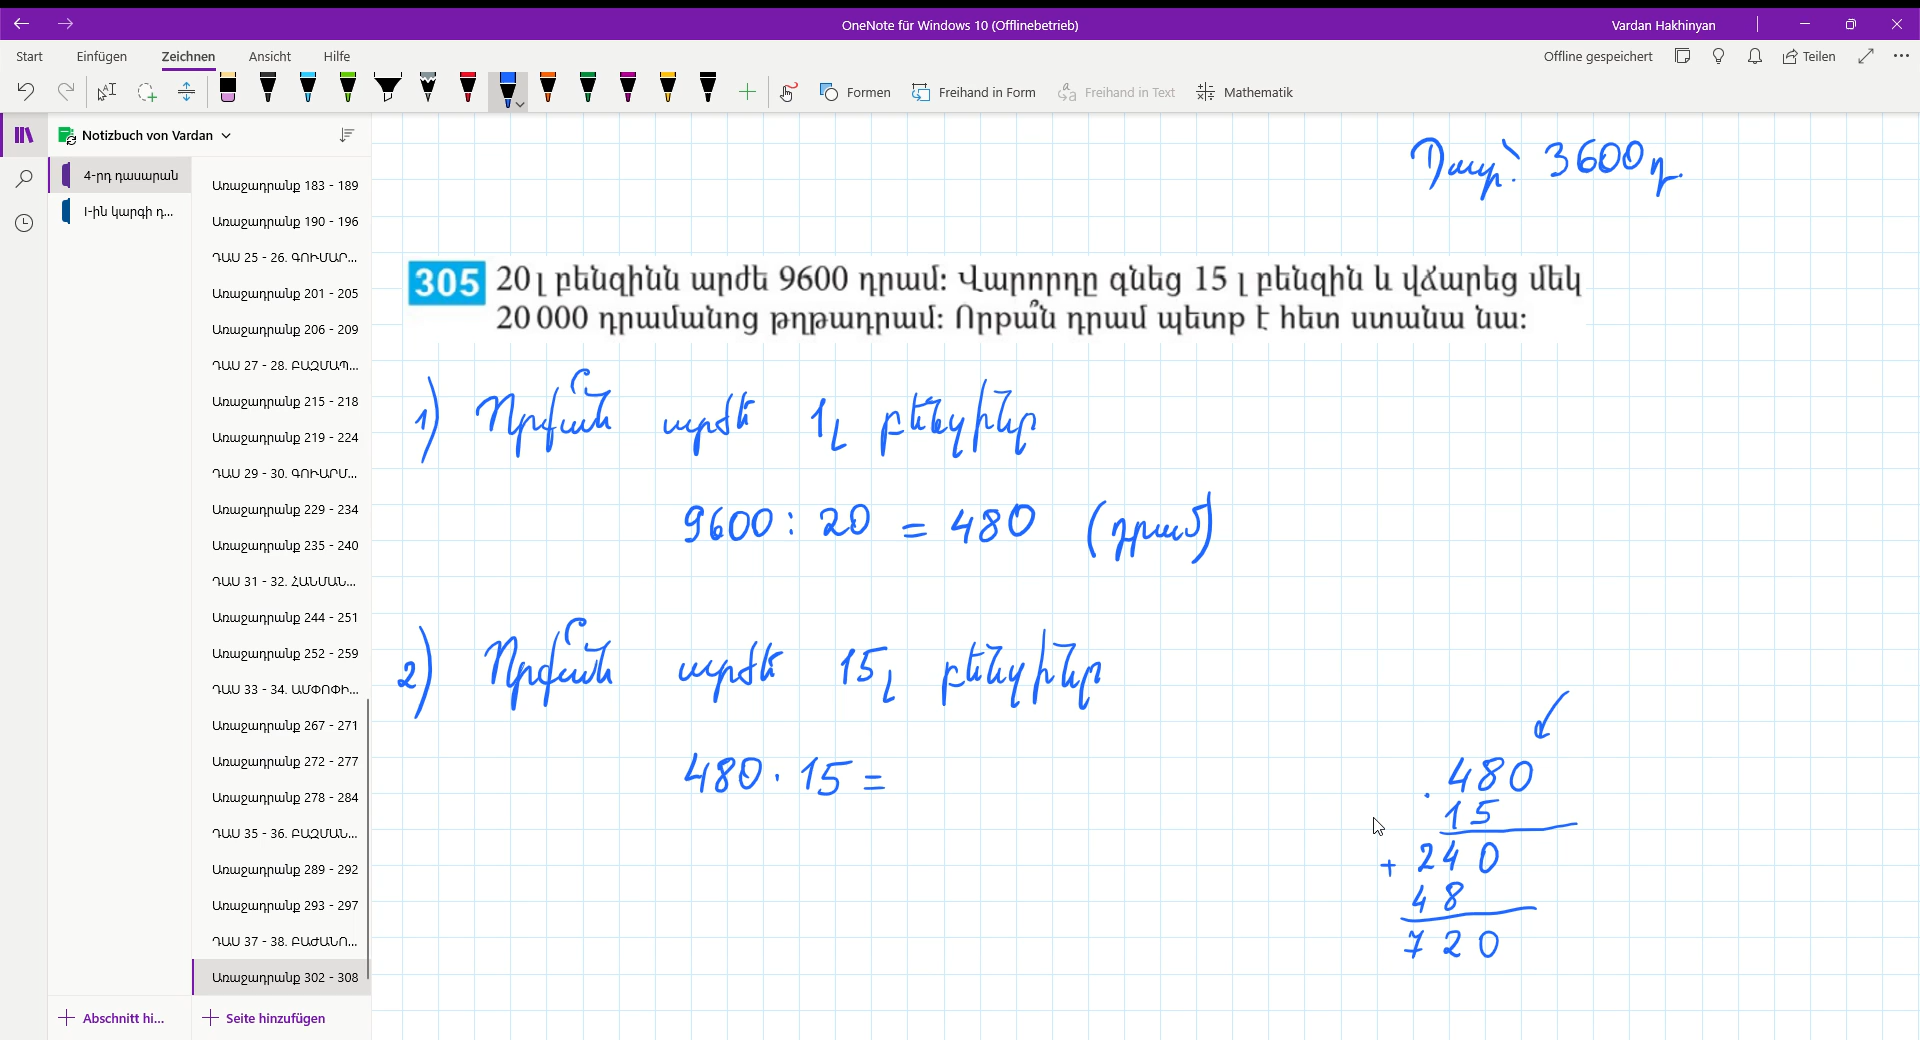 OneNote für Windows 10 (Offlinebetrieb)
Vardan Hakhinyan
Start Einfügen Zeichnen Ansicht Hilfe
Offline gespeichert Teilen
Formen Freihand in Form Freihand in Text Mathematik
Notizbuch von Vardan
4-րդ դասարան
I-ին կարգի դ...
Առաջադրանք 183 - 189
Առաջադրանք 190 - 196
ԴԱՍ 25 - 26. ԳՈՒՄԱՐ...
Առաջադրանք 201 - 205
Առաջադրանք 206 - 209
ԴԱՍ 27 - 28. ԲԱԶՄԱՊ...
Առաջադրանք 215 - 218
Առաջադրանք 219 - 224
ԴԱՍ 29 - 30. ԳՈՒԱՐՄ...
Առաջադրանք 229 - 234
Առաջադրանք 235 - 240
ԴԱՍ 31 - 32. ՀԱՆՄԱՆ...
Առաջադրանք 244 - 251
Առաջադրանք 252 - 259
ԴԱՍ 33 - 34. ԱՄՓՈՓԻ...
Առաջադրանք 267 - 271
Առաջադրանք 272 - 277
Առաջադրանք 278 - 284
ԴԱՍ 35 - 36. ԲԱԶՄԱՆ...
Առաջադրանք 289 - 292
Առաջադրանք 293 - 297
ԴԱՍ 37 - 38. ԲԱԺԱՆՈ...
Առաջադրանք 302 - 308
Abschnitt hi...
Seite hinzufügen
Պատ՝ 3600դ.
305 20 լ բենզինն արժե 9600 դրամ: Վարորդը գնեց 15 լ բենզին և վճարեց մեկ
20 000 դրամանոց թղթադրամ: Որքա՞ն դրամ պետք է հետ ստանա նա:
1) Որքա՞ն արժե 1լ բենզինը
9600 : 20 = 480 (դրամ)
2) Որքա՞ն արժե 15լ բենզինը
480 · 15 =
· 480
15
+ 240
48
720